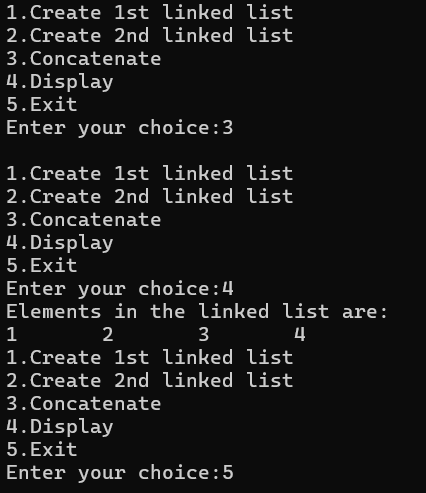 1.Create 1st linked list
2.Create 2nd linked list
3.Concatenate
4.Display
5.Exit
Enter your choice:3

1.Create 1st linked list
2.Create 2nd linked list
3.Concatenate
4.Display
5.Exit
Enter your choice:4
Elements in the linked list are:
1       2       3       4
1.Create 1st linked list
2.Create 2nd linked list
3.Concatenate
4.Display
5.Exit
Enter your choice:5